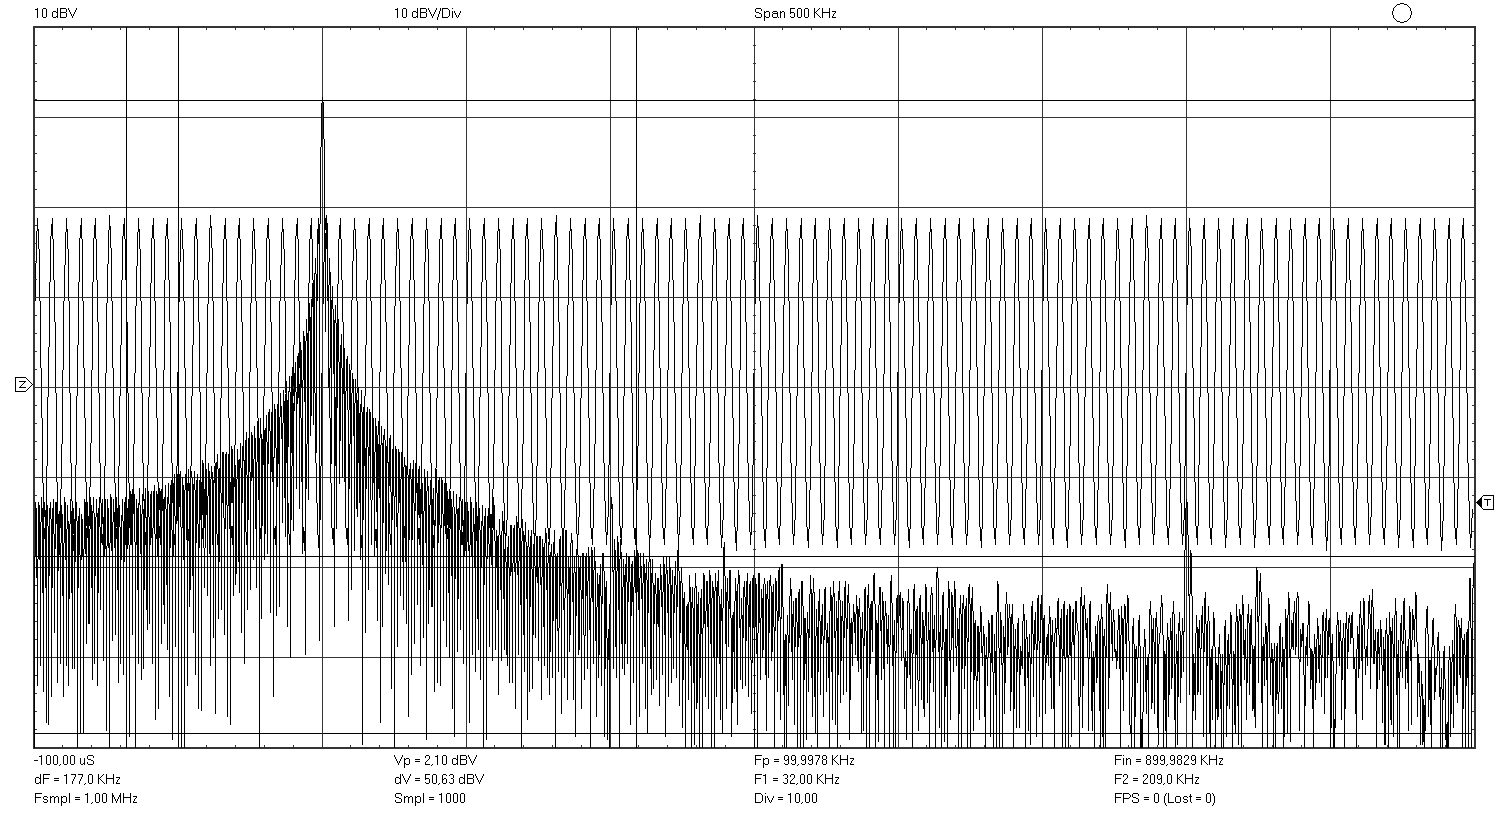 10 dBV 10 dBV/Div Span 500 KHz
Z
T
-100,00 uS Vp = 2,10 dBV Fp = 99,9978 KHz Fin = 899,9829 KHz
dF = 177,0 KHz dV = 50,63 dBV F1 = 32,00 KHz F2 = 209,0 KHz
Fsmpl = 1,00 MHz Smpl = 1000 Div = 10,00 FPS = 0 (Lost = 0)